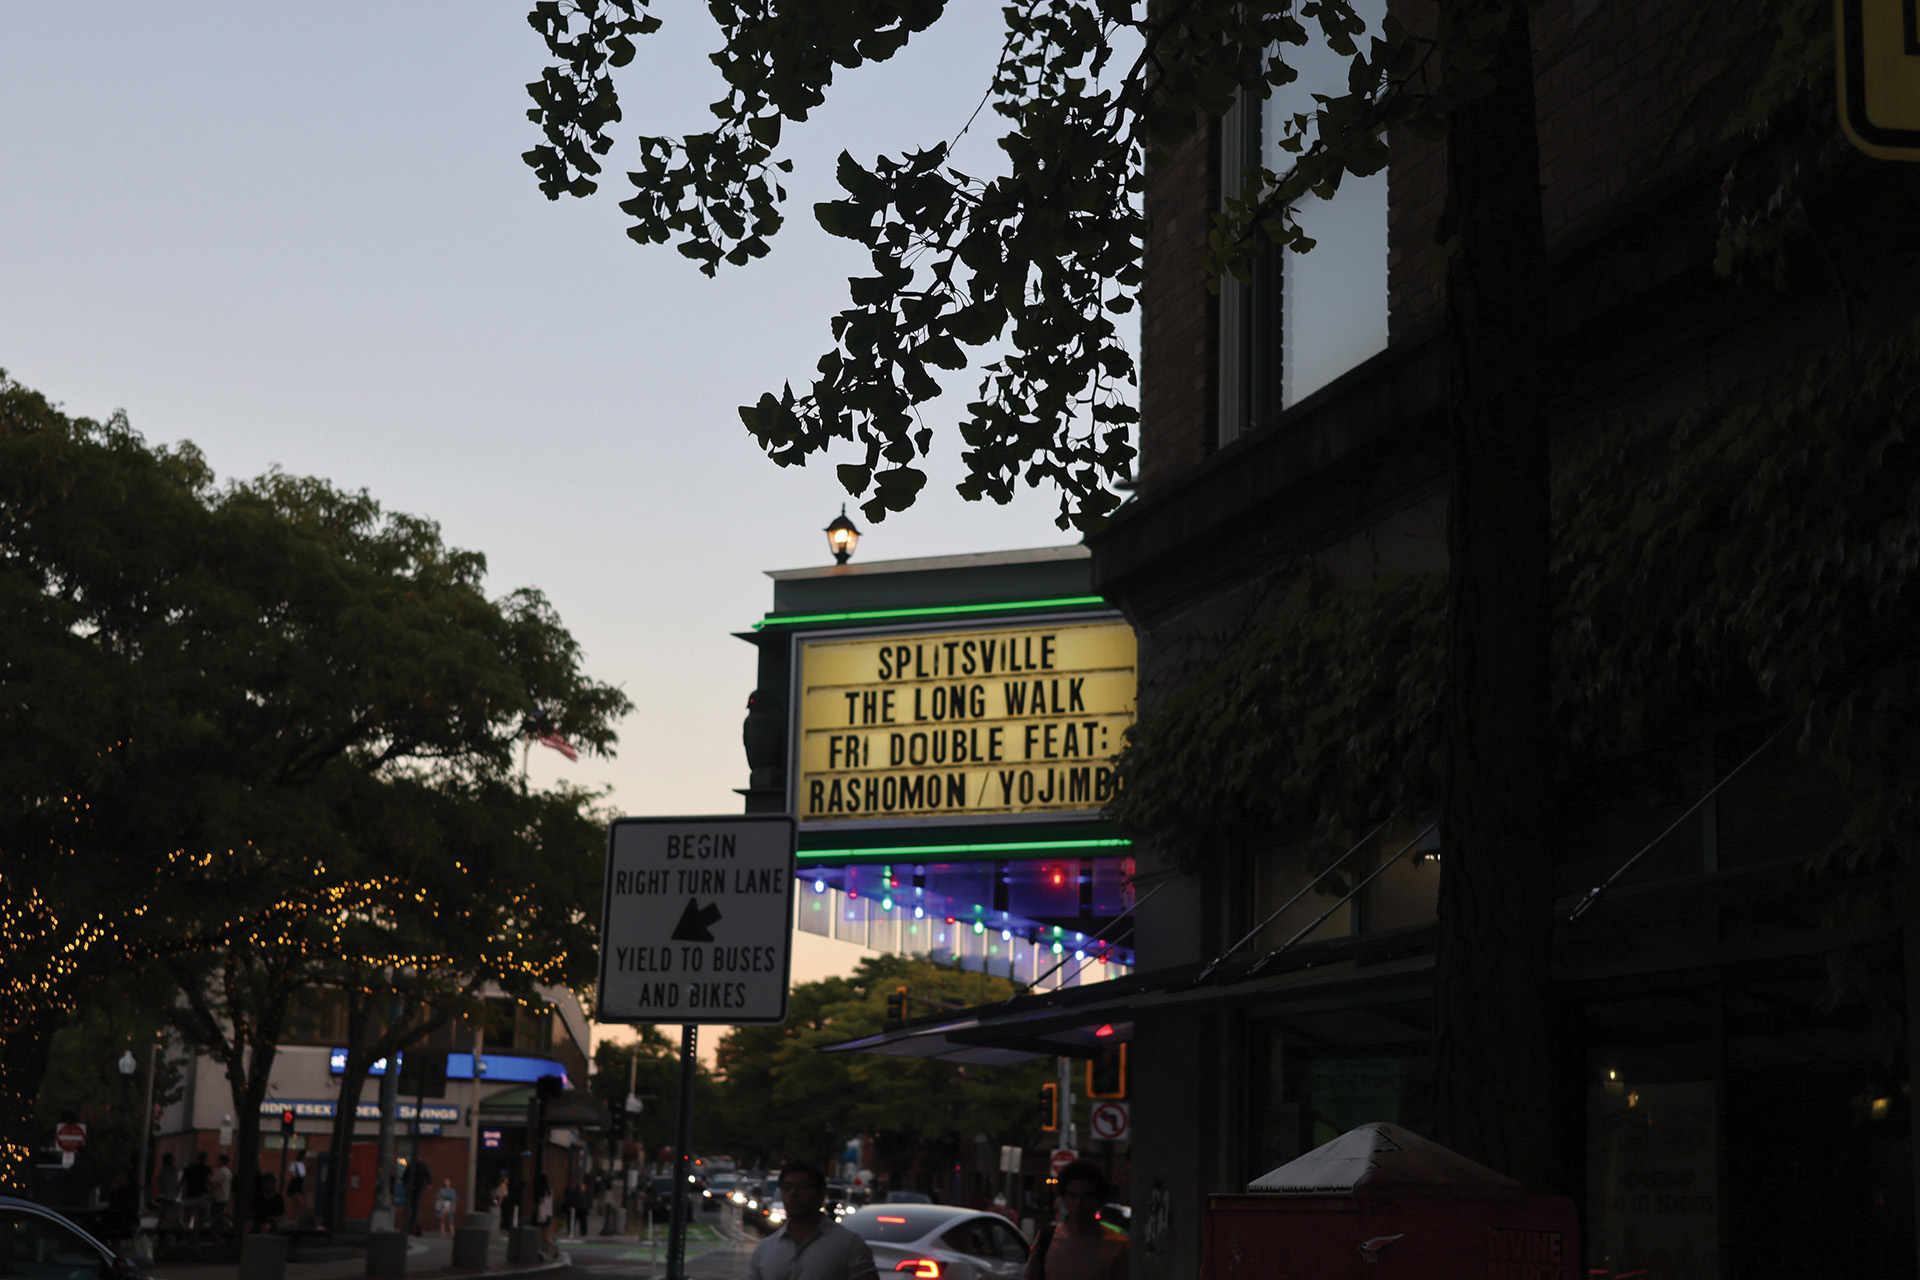 SPLITSVILLE
THE LONG WALK
FRI DOUBLE FEAT:
RASHOMON / YOJIMB
BEGIN
RIGHT TURN LANE
YIELD TO BUSES
AND BIKES
SAVINGS
DIVINE